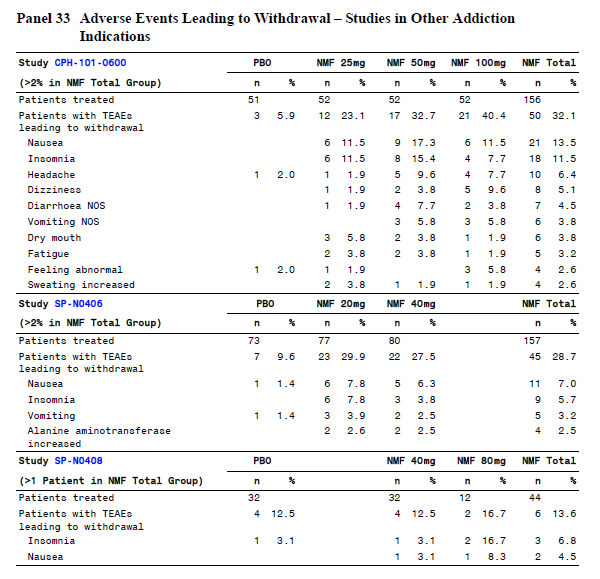 Panel 33 Adverse Events Leading to Withdrawal – Studies in Other Addiction
Indications
Study CPH-101-0600 PBO NMF 25mg NMF 50mg NMF 100mg NMF Total
(>2% in NMF Total Group) n % n % n % n % n %
Patients treated 51 52 52 52 156
Patients with TEAEs 3 5.9 12 23.1 17 32.7 21 40.4 50 32.1
leading to withdrawal
Nausea 6 11.5 9 17.3 6 11.5 21 13.5
Insomnia 6 11.5 8 15.4 4 7.7 18 11.5
Headache 1 2.0 1 1.9 5 9.6 4 7.7 10 6.4
Dizziness 1 1.9 2 3.8 5 9.6 8 5.1
Diarrhoea NOS 1 1.9 4 7.7 2 3.8 7 4.5
Vomiting NOS 3 5.8 3 5.8 6 3.8
Dry mouth 3 5.8 2 3.8 1 1.9 6 3.8
Fatigue 2 3.8 2 3.8 1 1.9 5 3.2
Feeling abnormal 1 2.0 1 1.9 3 5.8 4 2.6
Sweating increased 2 3.8 1 1.9 1 1.9 4 2.6
Study SP-N0406 PBO NMF 20mg NMF 40mg NMF Total
(>2% in NMF Total Group) n % n % n % n %
Patients treated 73 77 80 157
Patients with TEAEs 7 9.6 23 29.9 22 27.5 45 28.7
leading to withdrawal
Nausea 1 1.4 6 7.8 5 6.3 11 7.0
Insomnia 6 7.8 3 3.8 9 5.7
Vomiting 1 1.4 3 3.9 2 2.5 5 3.2
Alanine aminotransferase 2 2.6 2 2.5 4 2.5
increased
Study SP-N0408 PBO NMF 40mg NMF 80mg NMF Total
(>1 Patient in NMF Total Group) n % n % n % n %
Patients treated 32 32 12 44
Patients with TEAEs 4 12.5 4 12.5 2 16.7 6 13.6
leading to withdrawal
Insomnia 1 3.1 1 3.1 2 16.7 3 6.8
Nausea 1 3.1 1 8.3 2 4.5